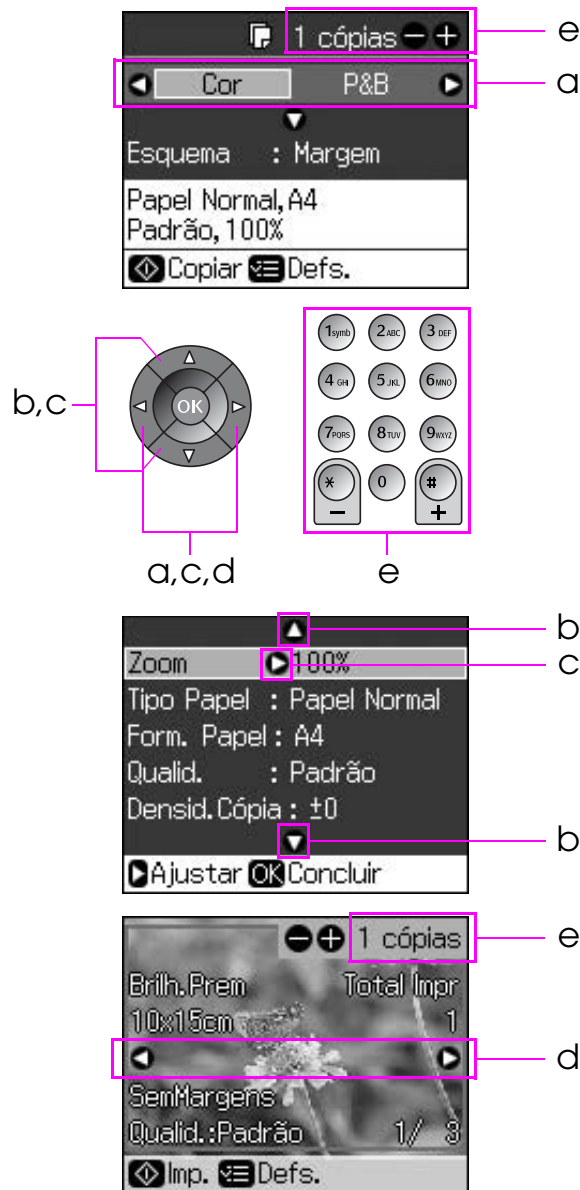 1 cópias e
Cor P&B a
Esquema : Margem
Papel Normal, A4
Padrão, 100%
Copiar Defs.
1symb 2ABC 3DEF
4GHI 5JKL 6MNO
b,c OK
7PQRS 8TUV 9WXYZ
* 0 #
- +
a,c,d e
b
Zoom 100% c
Tipo Papel : Papel Normal
Form. Papel : A4
Qualid. : Padrão
Densid.Cópia : ±0
b
Ajustar OK Concluir
1 cópias e
Brilh.Prem Total Impr
10x15cm 1
d
SemMargens
Qualid.:Padrão 1/ 3
Imp. Defs.